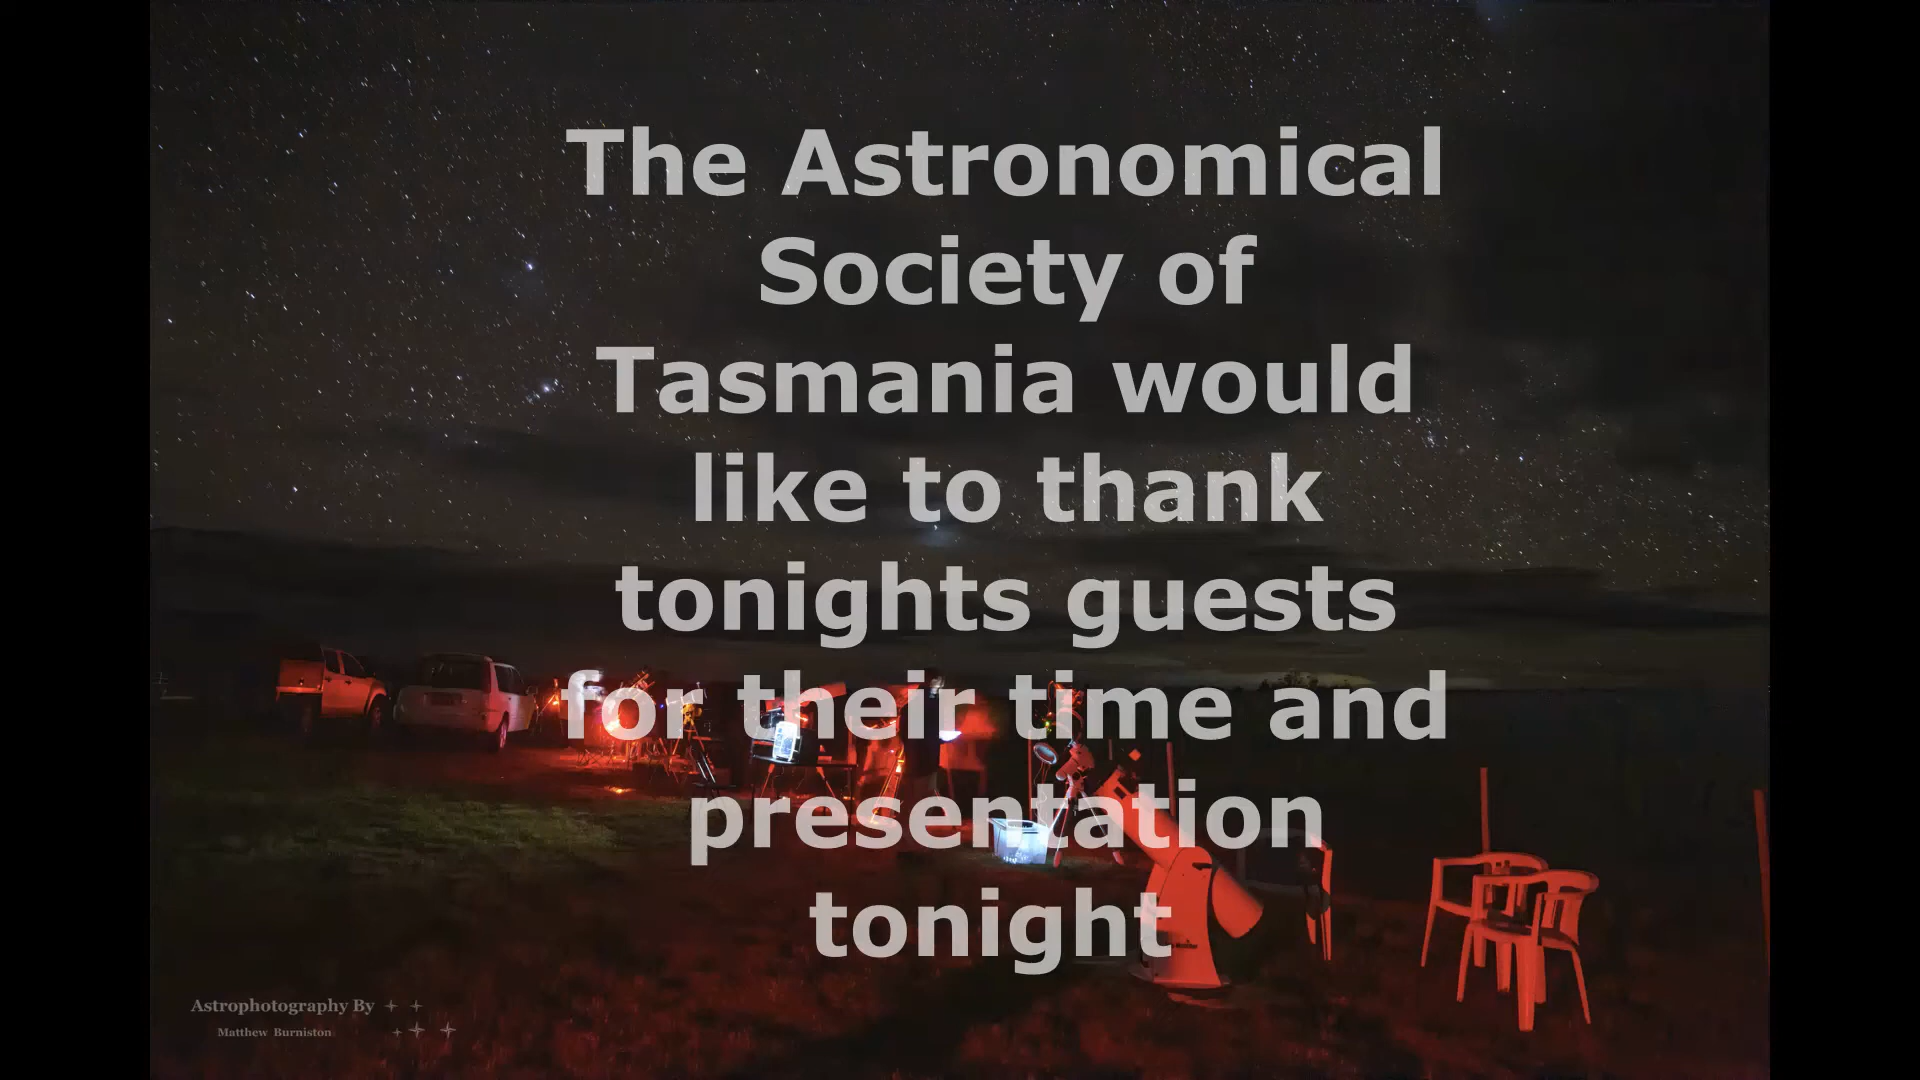 The Astronomical
Society of
Tasmania would
like to thank
tonights guests
for their time and
presentation
tonight
Astrophotography By
Matthew Burniston